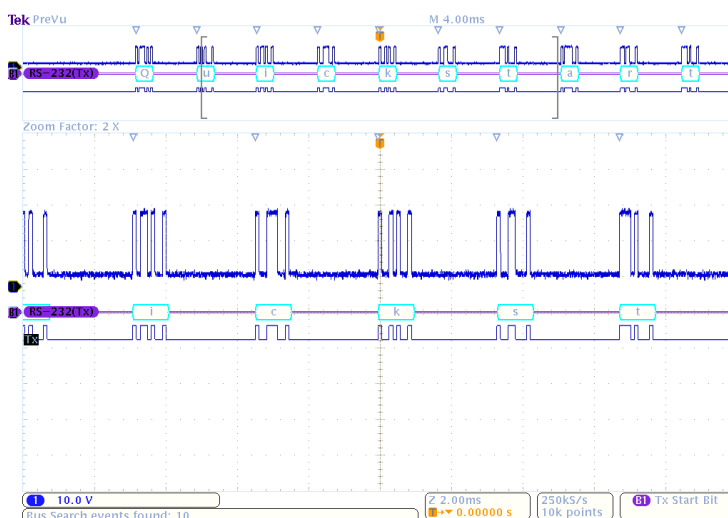 Tek PreVu M 4.00ms
T
B1 RS-232(Tx) Q u i c k s t a r t
Zoom Factor: 2 X
T
1
B1 RS-232(Tx) i c k s t
Tx
1 10.0 V Z 2.00ms 250kS/s B1 Tx Start Bit
T 0.00000 s 10k points
Bus Search events found: 10